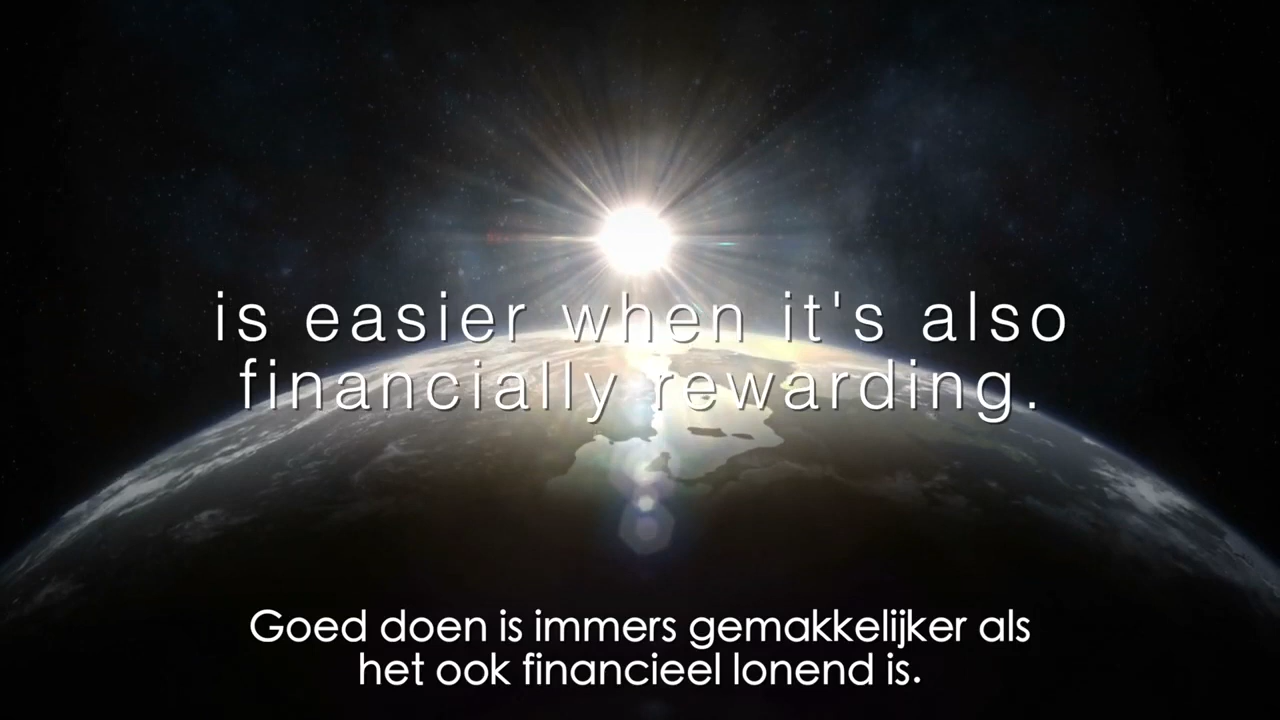 is easier when it's also
financially rewarding.
Goed doen is immers gemakkelijker als
het ook financieel lonend is.